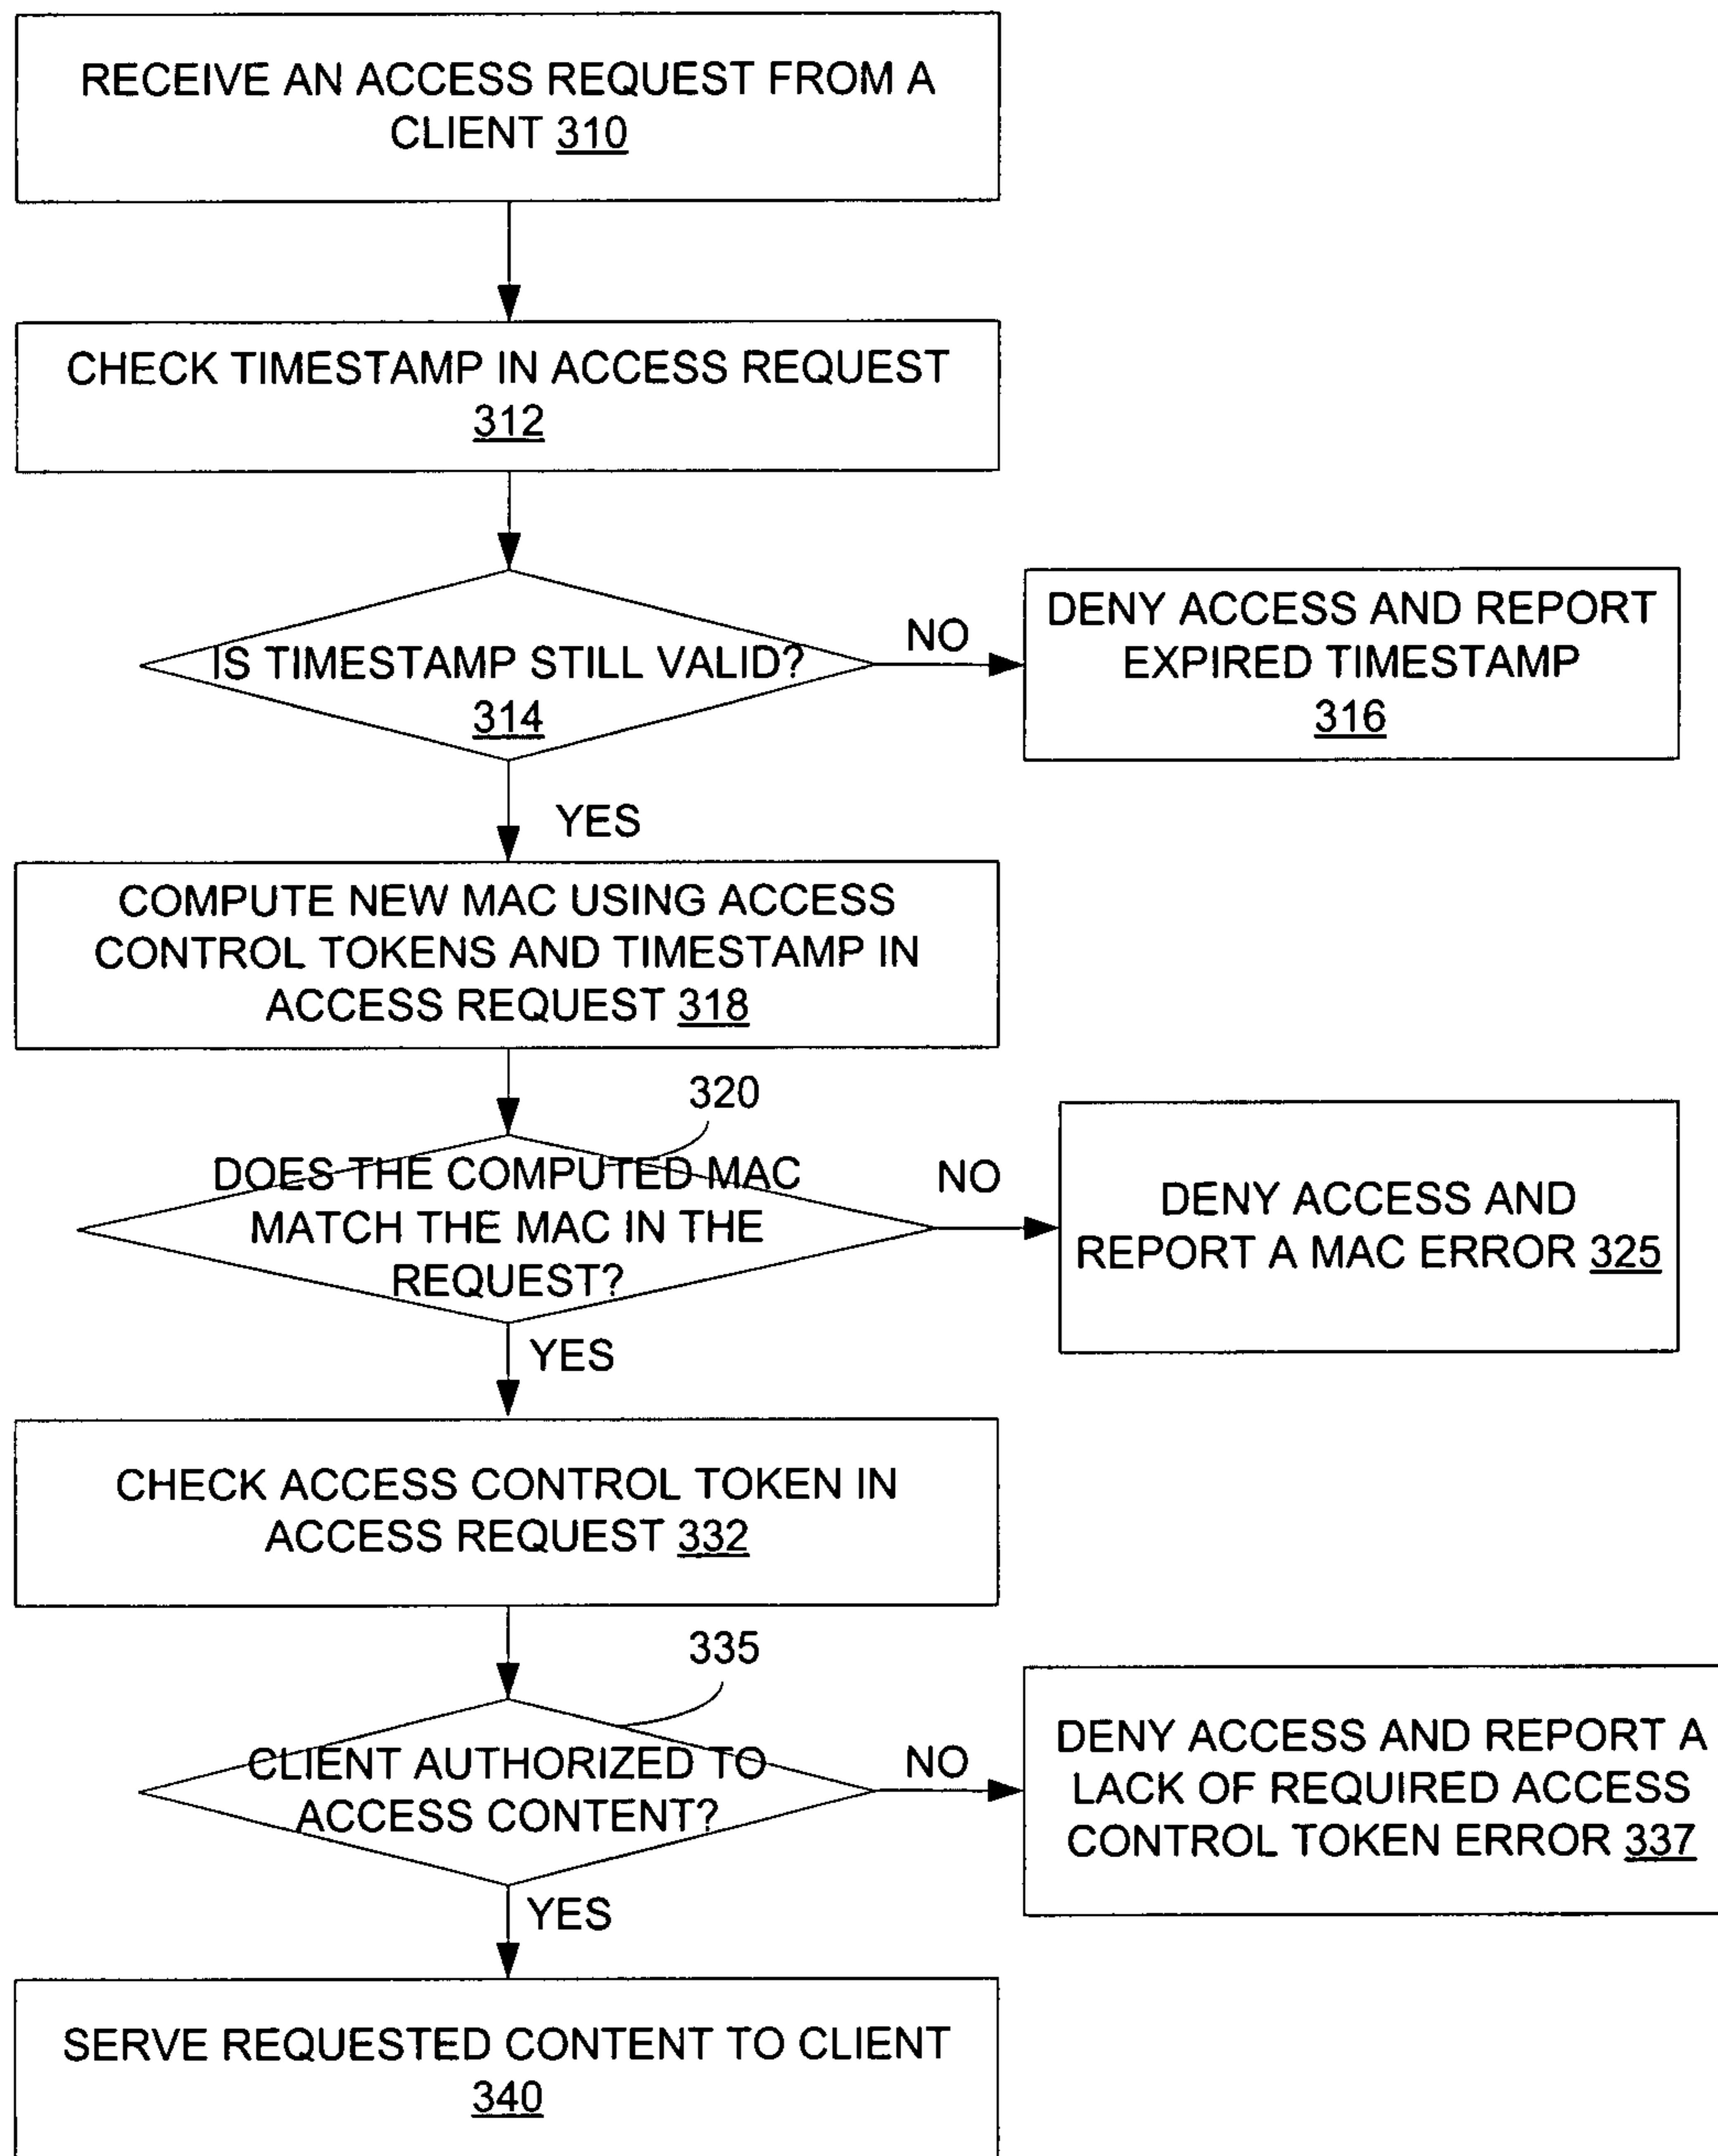 RECEIVE AN ACCESS REQUEST FROM A
CLIENT 310
CHECK TIMESTAMP IN ACCESS REQUEST
312
IS TIMESTAMP STILL VALID?
314
NO
DENY ACCESS AND REPORT
EXPIRED TIMESTAMP
316
YES
COMPUTE NEW MAC USING ACCESS
CONTROL TOKENS AND TIMESTAMP IN
ACCESS REQUEST 318
320
DOES THE COMPUTED MAC
MATCH THE MAC IN THE
REQUEST?
NO
DENY ACCESS AND
REPORT A MAC ERROR 325
YES
CHECK ACCESS CONTROL TOKEN IN
ACCESS REQUEST 332
335
CLIENT AUTHORIZED TO
ACCESS CONTENT?
NO
DENY ACCESS AND REPORT A
LACK OF REQUIRED ACCESS
CONTROL TOKEN ERROR 337
YES
SERVE REQUESTED CONTENT TO CLIENT
340